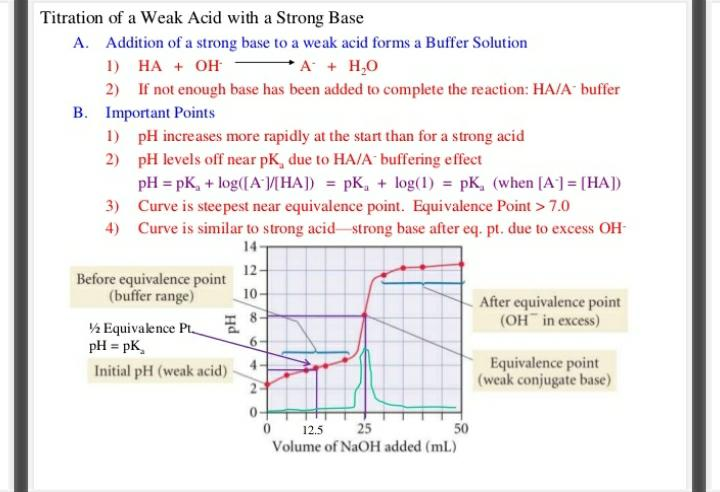 Titration of a Weak Acid with a Strong Base
A. Addition of a strong base to a weak acid forms a Buffer Solution
1) HA + OH⁻ ⟶ A⁻ + H₂O
2) If not enough base has been added to complete the reaction: HA/A⁻ buffer
B. Important Points
1) pH increases more rapidly at the start than for a strong acid
2) pH levels off near pKₐ due to HA/A⁻ buffering effect
pH = pKₐ + log([A⁻]/[HA]) = pKₐ + log(1) = pKₐ (when [A⁻] = [HA])
3) Curve is steepest near equivalence point. Equivalence Point > 7.0
4) Curve is similar to strong acid—strong base after eq. pt. due to excess OH⁻
14
12
10
8
6
4
2
0
pH
Before equivalence point
(buffer range)
½ Equivalence Pt.
pH = pKₐ
Initial pH (weak acid)
After equivalence point
(OH⁻ in excess)
Equivalence point
(weak conjugate base)
0 12.5 25 50
Volume of NaOH added (mL)